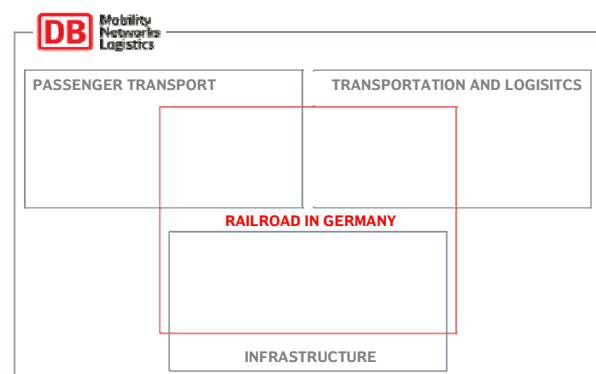 DB
Mobility
Networks
Logistics
PASSENGER TRANSPORT
TRANSPORTATION AND LOGISITCS
RAILROAD IN GERMANY
INFRASTRUCTURE